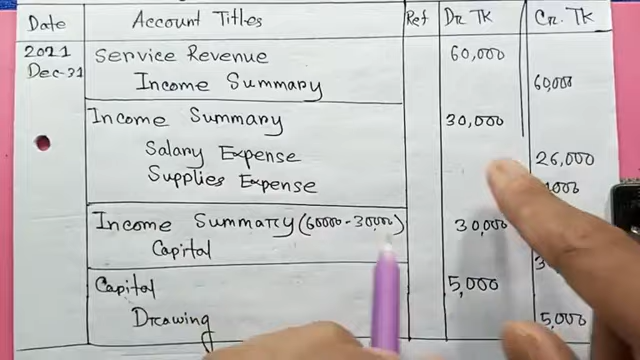 Date Account Titles Ref Dr Tk Cr. Tk
2021 Service Revenue 60,000
Dec-31 Income Summary 60,000
Income Summary 30,000
Salary Expense 26,000
Supplies Expense
Income Summary (60000-30,000) 30,000
Capital
Capital 5,000
Drawing 5,000